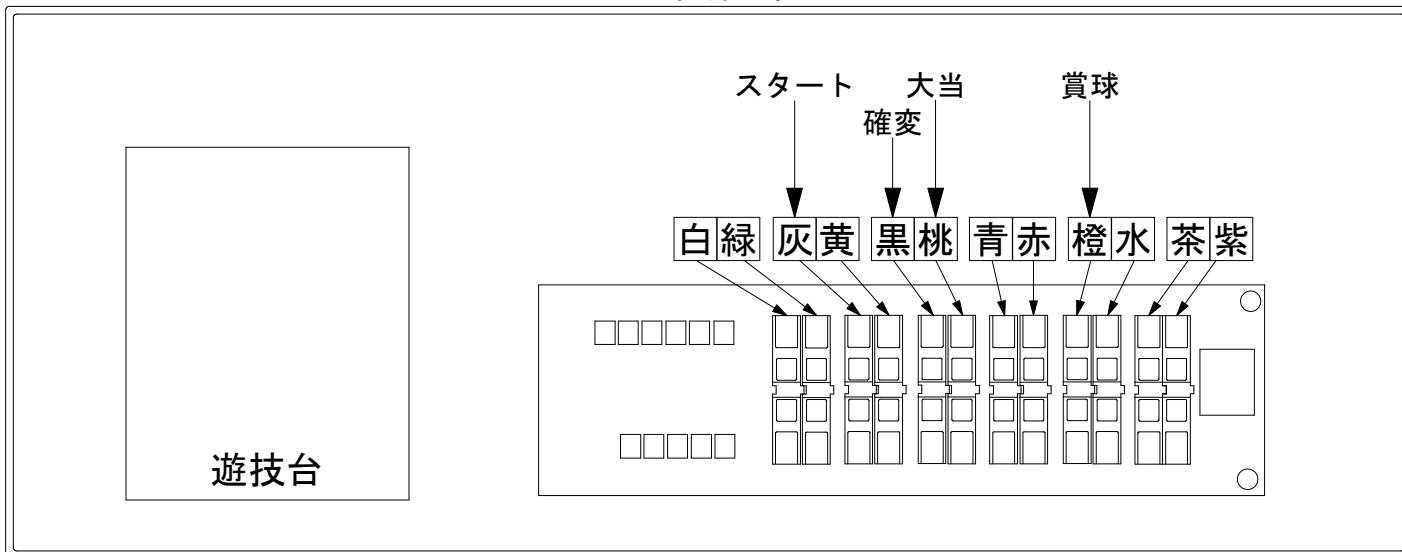 スタート 大当 賞球
確変
白 緑 灰 黄 黒 桃 青 赤 橙 水 茶 紫
遊技台